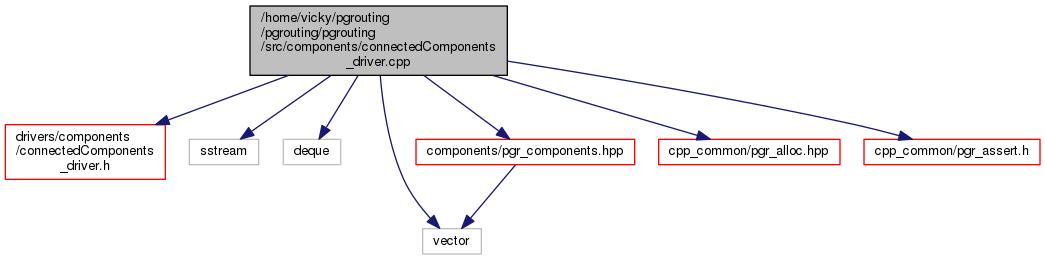 /home/vicky/pgrouting
/pgrouting/pgrouting
/src/components/connectedComponents
_driver.cpp
drivers/components
/connectedComponents
_driver.h
sstream
deque
components/pgr_components.hpp
cpp_common/pgr_alloc.hpp
cpp_common/pgr_assert.h
vector